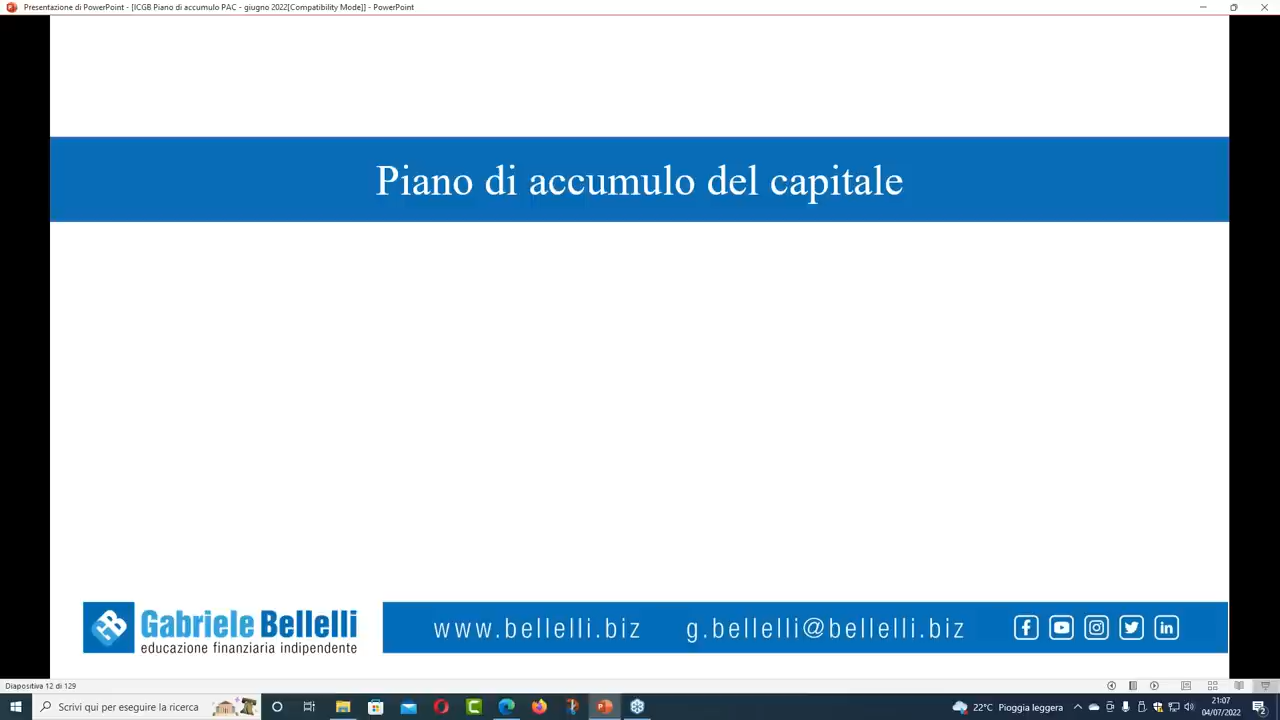 Presentazione di PowerPoint - [ICGB Piano di accumulo PAC - giugno 2022[Compatibility Mode]] - PowerPoint
Piano di accumulo del capitale
Gabriele Bellelli
educazione finanziaria indipendente
www.bellelli.biz g.bellelli@bellelli.biz
Diapositiva 12 di 129
Scrivi qui per eseguire la ricerca
22°C Pioggia leggera
21:07
04/07/2022
2